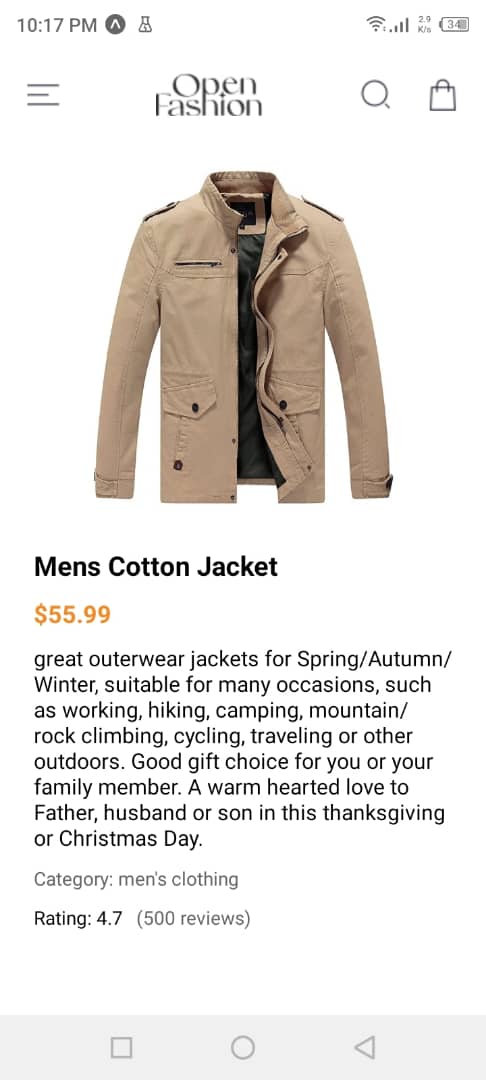 10:17 PM
2.9
K/s
34
Open
Fashion
Mens Cotton Jacket
$55.99
great outerwear jackets for Spring/Autumn/
Winter, suitable for many occasions, such
as working, hiking, camping, mountain/
rock climbing, cycling, traveling or other
outdoors. Good gift choice for you or your
family member. A warm hearted love to
Father, husband or son in this thanksgiving
or Christmas Day.
Category: men's clothing
Rating: 4.7 (500 reviews)